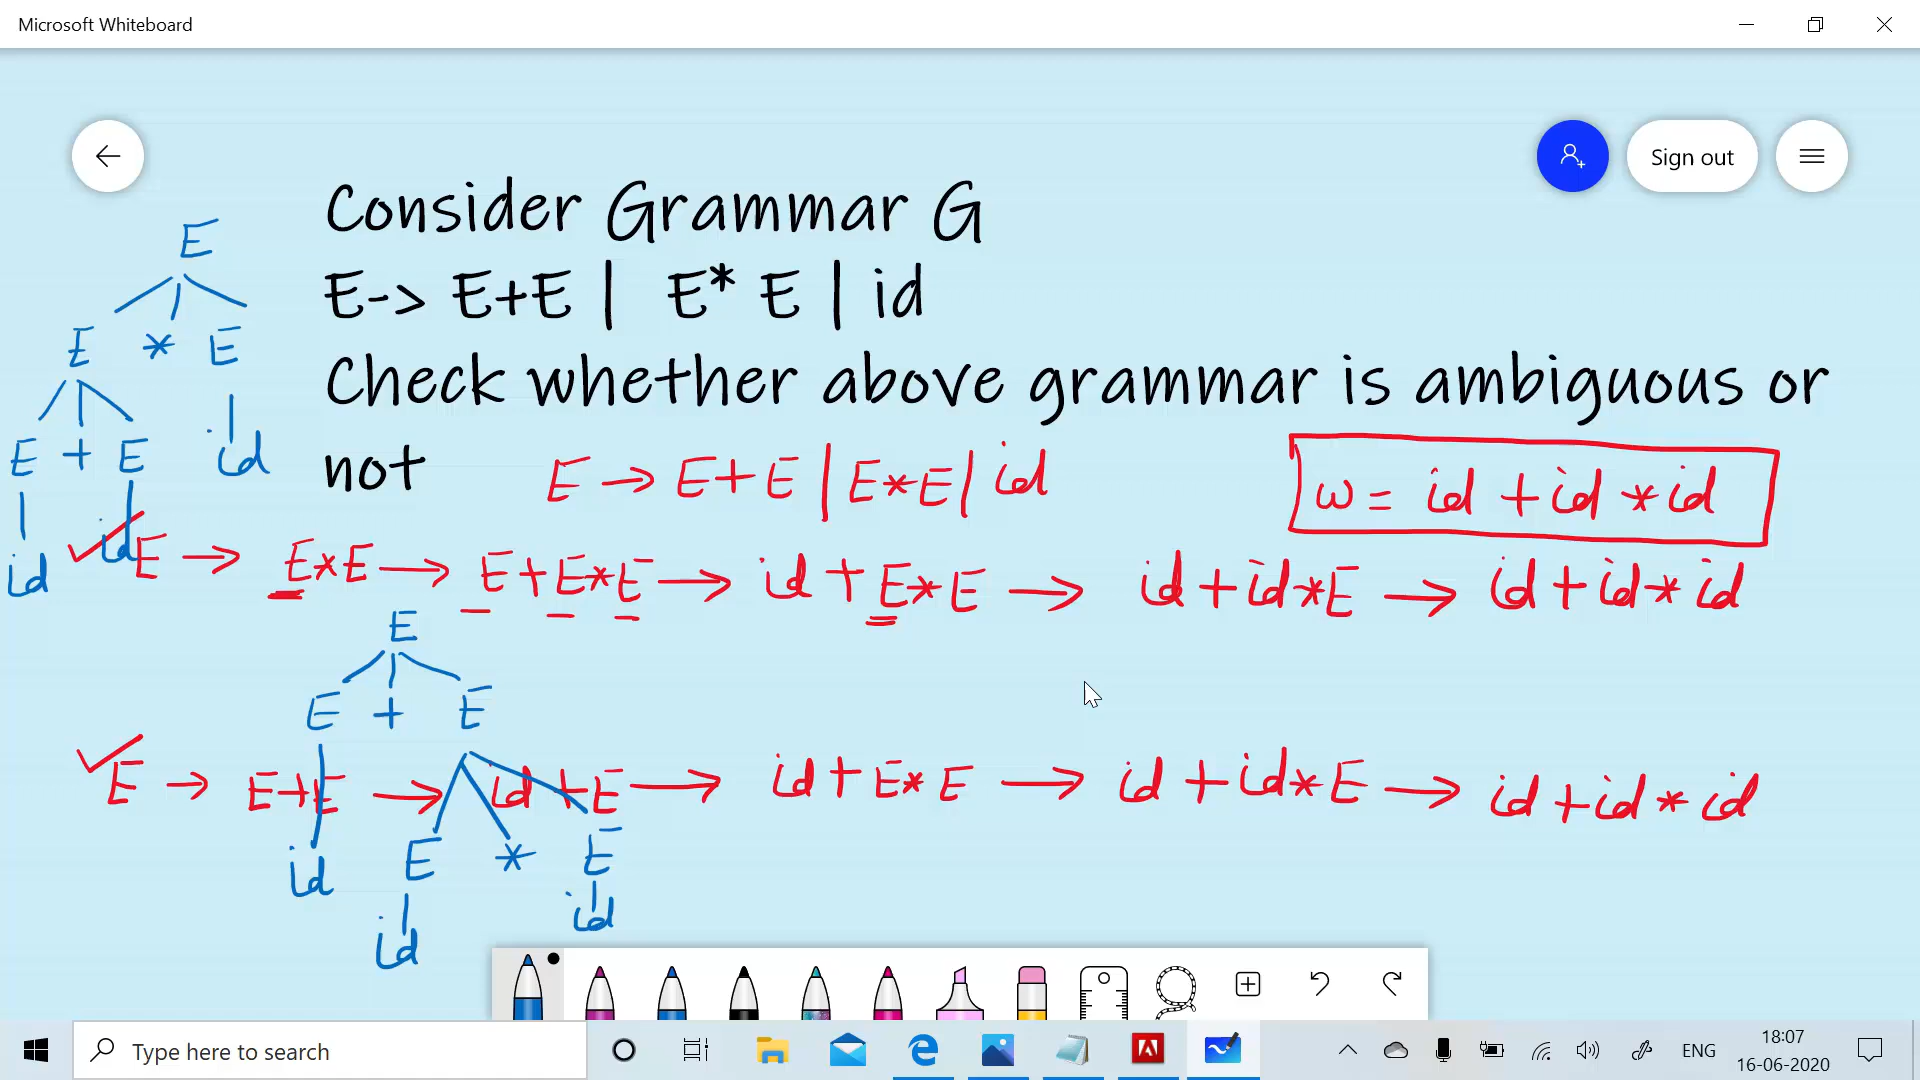 Microsoft Whiteboard
Sign out
Consider Grammar G
E-> E+E | E* E | id
Check whether above grammar is ambiguous or
not
E → E+E | E*E | id
w = id + id * id
E → E*E → E+E*E → id + E*E → id + id*E → id + id * id
E → E+E → id + E → id + E*E → id + id*E → id + id * id
E
E * E
E + E id
id id
E
E + E
id E * E
id id
Type here to search
ENG
18:07
16-06-2020